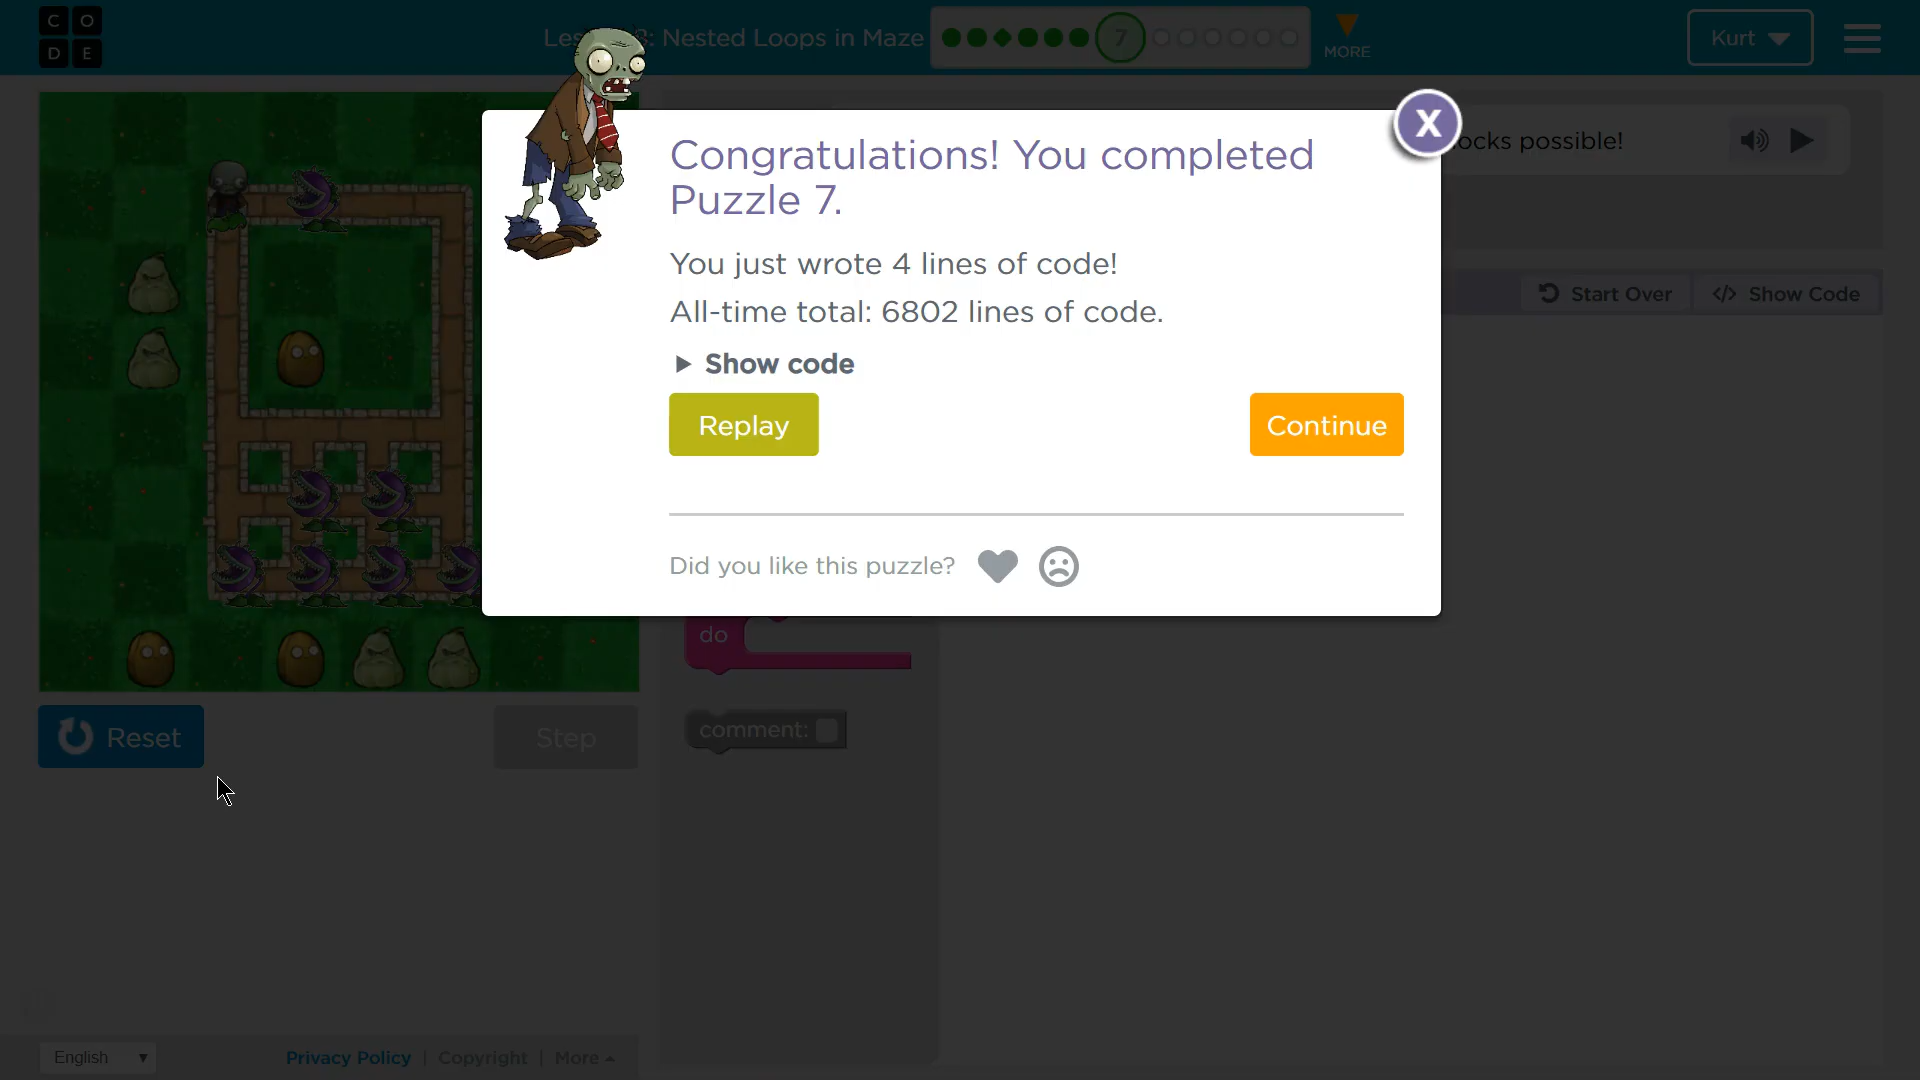 C O
D E
Les 8: Nested Loops in Maze
7
MORE
Kurt
ocks possible!
Congratulations! You completed
Puzzle 7.
You just wrote 4 lines of code!
All-time total: 6802 lines of code.
Show code
Replay
Continue
Did you like this puzzle?
X
Start Over
</> Show Code
do
comment:
Reset
Step
English
Privacy Policy | Copyright | More